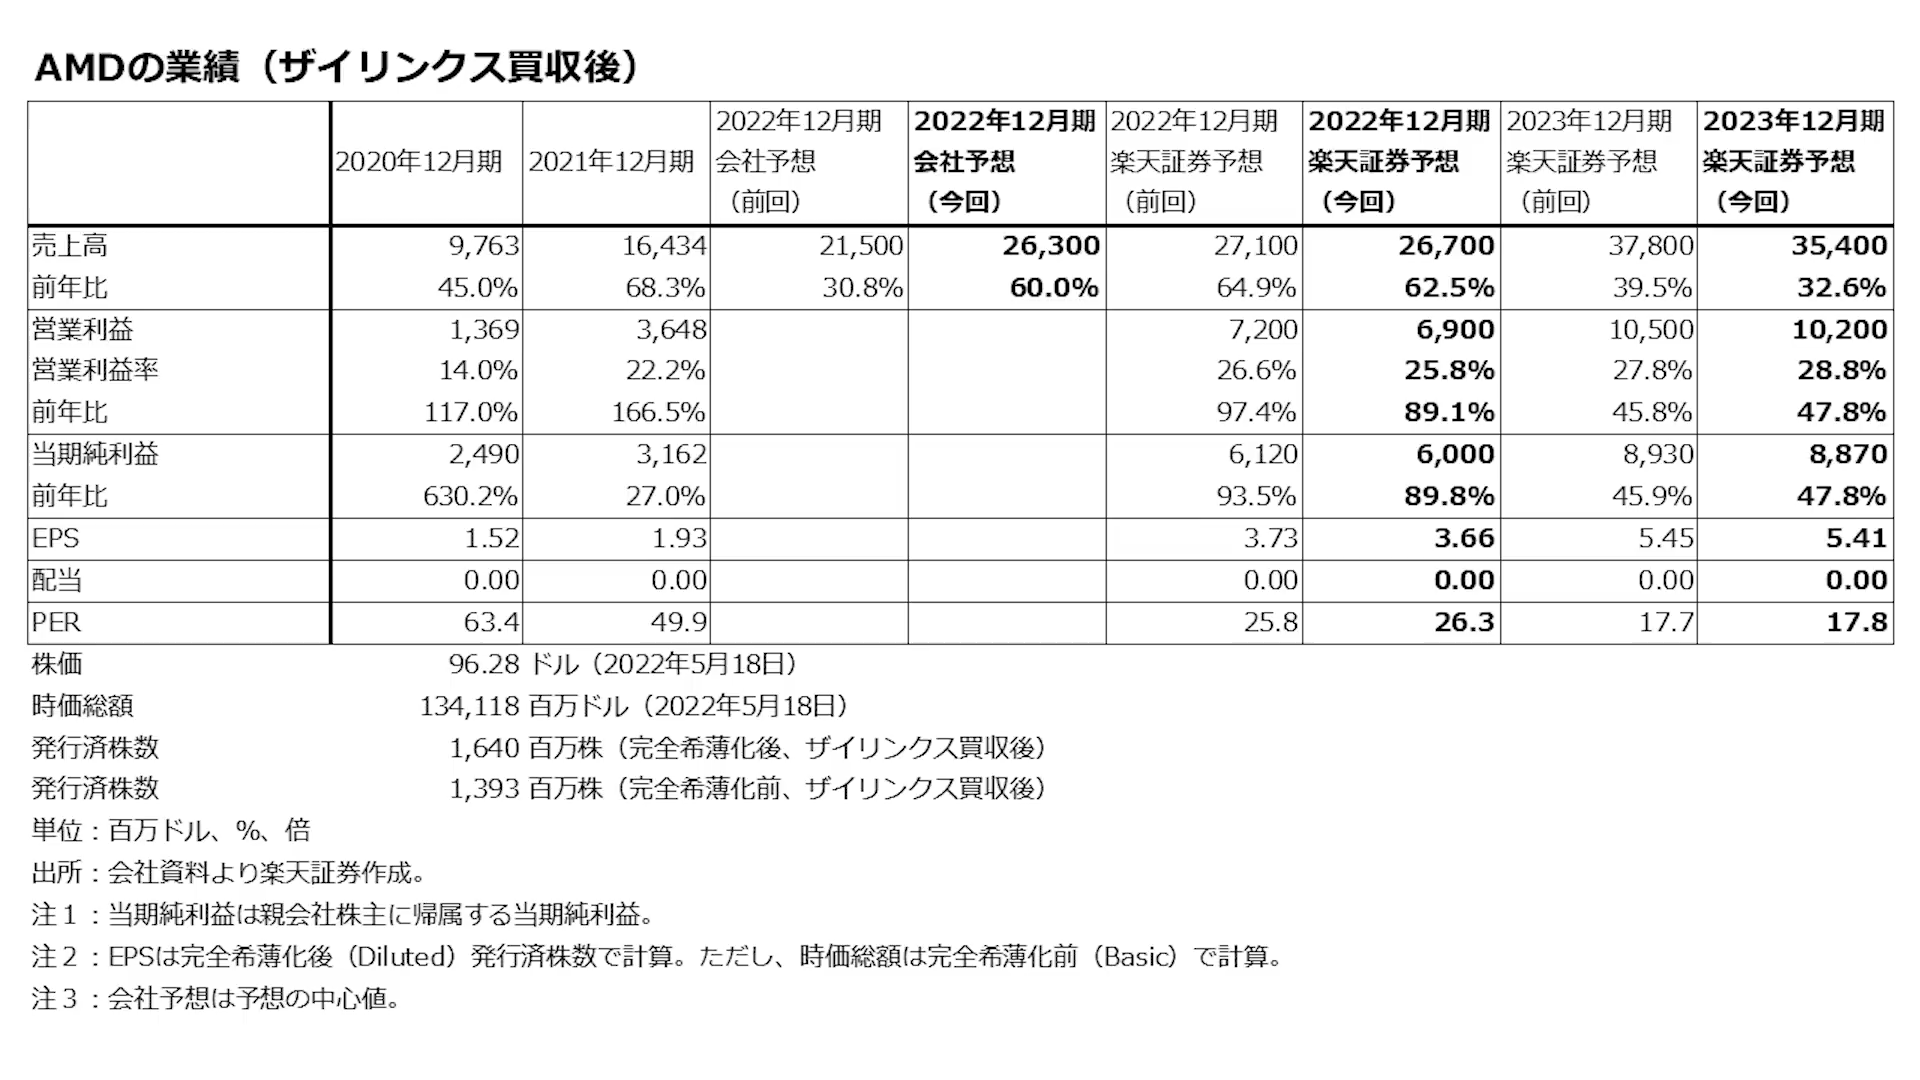 AMDの業績（ザイリンクス買収後）
2020年12月期 2021年12月期 2022年12月期 会社予想 （前回） 2022年12月期 会社予想 （今回） 2022年12月期 楽天証券予想 （前回） 2022年12月期 楽天証券予想 （今回） 2023年12月期 楽天証券予想 （前回） 2023年12月期 楽天証券予想 （今回）
売上高 9,763 16,434 21,500 26,300 27,100 26,700 37,800 35,400
前年比 45.0% 68.3% 30.8% 60.0% 64.9% 62.5% 39.5% 32.6%
営業利益 1,369 3,648 7,200 6,900 10,500 10,200
営業利益率 14.0% 22.2% 26.6% 25.8% 27.8% 28.8%
前年比 117.0% 166.5% 97.4% 89.1% 45.8% 47.8%
当期純利益 2,490 3,162 6,120 6,000 8,930 8,870
前年比 630.2% 27.0% 93.5% 89.8% 45.9% 47.8%
EPS 1.52 1.93 3.73 3.66 5.45 5.41
配当 0.00 0.00 0.00 0.00 0.00 0.00
PER 63.4 49.9 25.8 26.3 17.7 17.8
株価 96.28 ドル（2022年5月18日）
時価総額 134,118 百万ドル（2022年5月18日）
発行済株数 1,640 百万株（完全希薄化後、ザイリンクス買収後）
発行済株数 1,393 百万株（完全希薄化前、ザイリンクス買収後）
単位：百万ドル、%、倍
出所：会社資料より楽天証券作成。
注１：当期純利益は親会社株主に帰属する当期純利益。
注２：EPSは完全希薄化後（Diluted）発行済株数で計算。ただし、時価総額は完全希薄化前（Basic）で計算。
注３：会社予想は予想の中心値。